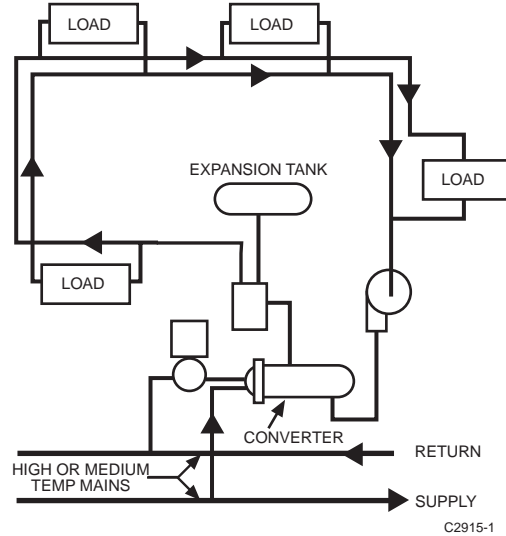 LOAD
LOAD
LOAD
EXPANSION TANK
LOAD
CONVERTER
RETURN
HIGH OR MEDIUM
TEMP MAINS
SUPPLY
C2915-1